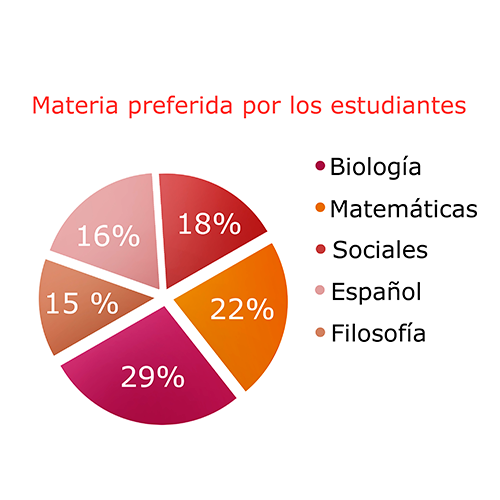 Materia preferida por los estudiantes
Biología
Matemáticas
Sociales
Español
Filosofía
16%
18%
15 %
22%
29%